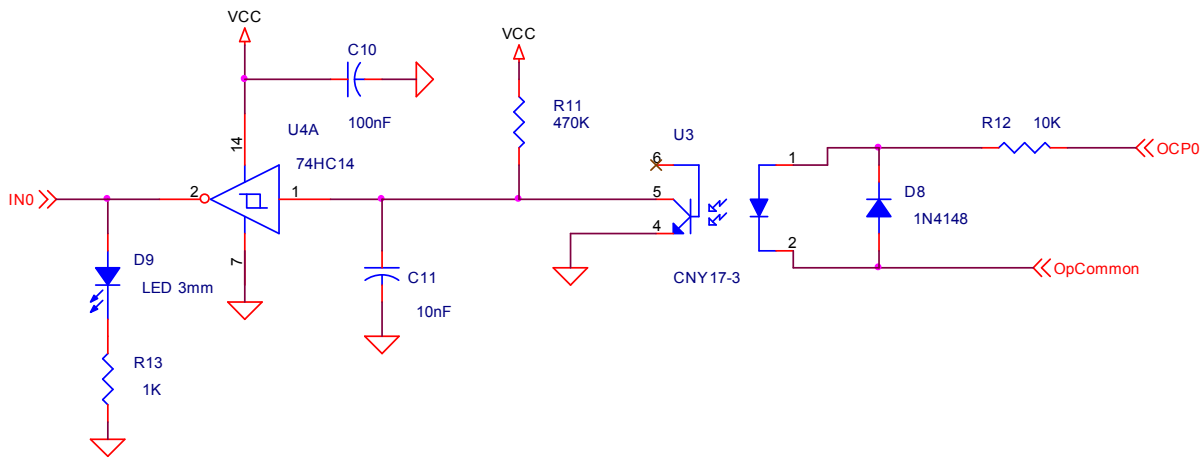 VCC
C10
100nF
14
U4A
74HC14
IN0
2
1
7
D9
LED 3mm
R13
1K
C11
10nF
VCC
R11
470K
U3
6
5
4
1
2
CNY17-3
D8
1N4148
R12 10K
OCP0
OpCommon